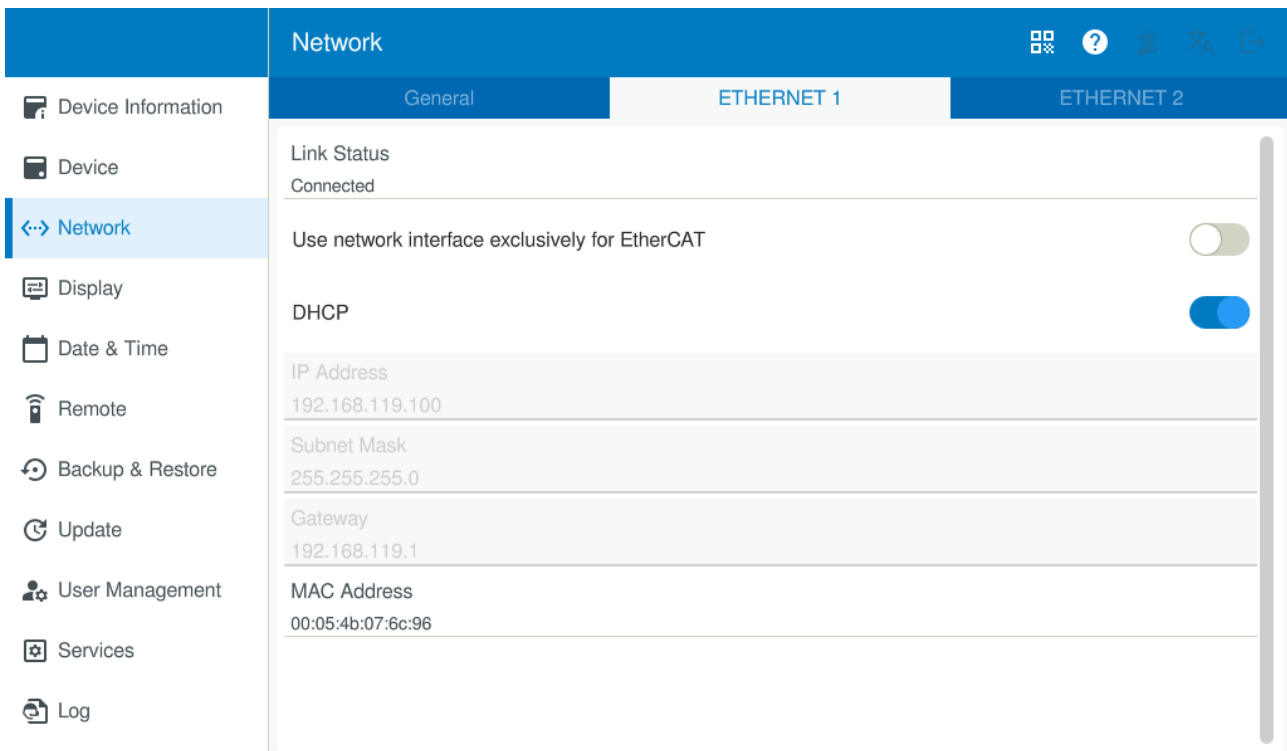 Network
General
ETHERNET 1
ETHERNET 2
Device Information
Device
Network
Display
Date & Time
Remote
Backup & Restore
Update
User Management
Services
Log
Link Status
Connected
Use network interface exclusively for EtherCAT
DHCP
IP Address
192.168.119.100
Subnet Mask
255.255.255.0
Gateway
192.168.119.1
MAC Address
00:05:4b:07:6c:96